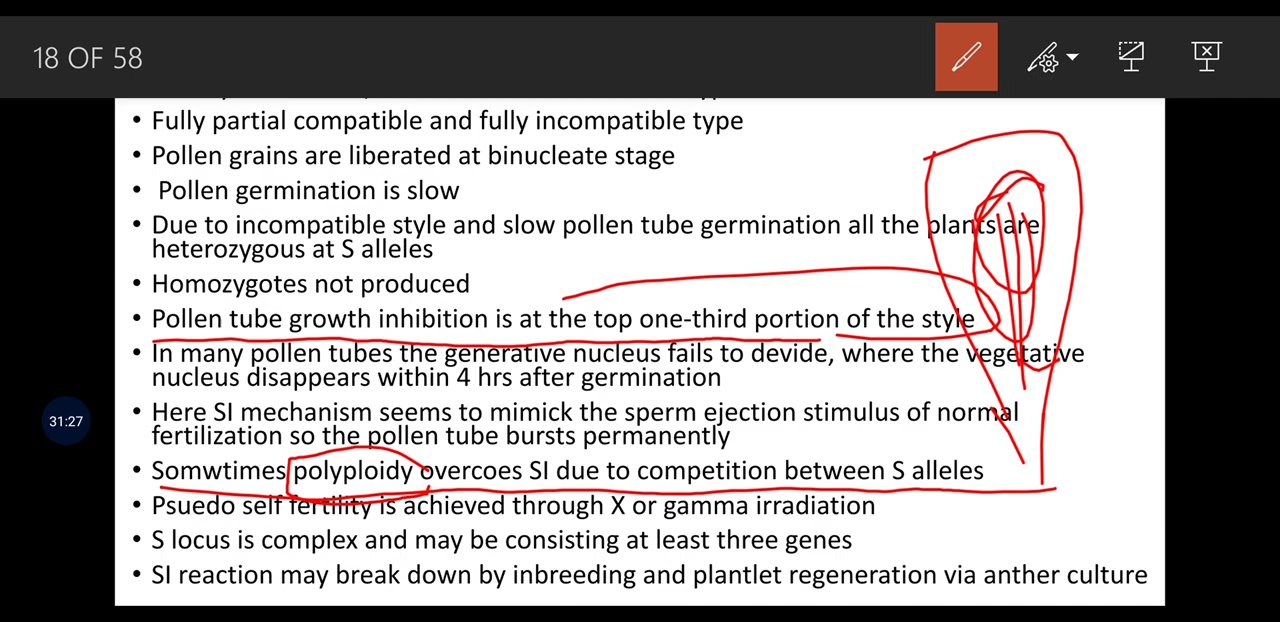 18 OF 58
• Fully partial compatible and fully incompatible type
• Pollen grains are liberated at binucleate stage
• Pollen germination is slow
• Due to incompatible style and slow pollen tube germination all the plants are
heterozygous at S alleles
• Homozygotes not produced
• Pollen tube growth inhibition is at the top one-third portion of the style
• In many pollen tubes the generative nucleus fails to devide, where the vegetative
nucleus disappears within 4 hrs after germination
• Here SI mechanism seems to mimick the sperm ejection stimulus of normal
fertilization so the pollen tube bursts permanently
• Somwtimes polyploidy overcoes SI due to competition between S alleles
• Psuedo self fertility is achieved through X or gamma irradiation
• S locus is complex and may be consisting at least three genes
• SI reaction may break down by inbreeding and plantlet regeneration via anther culture
31:27